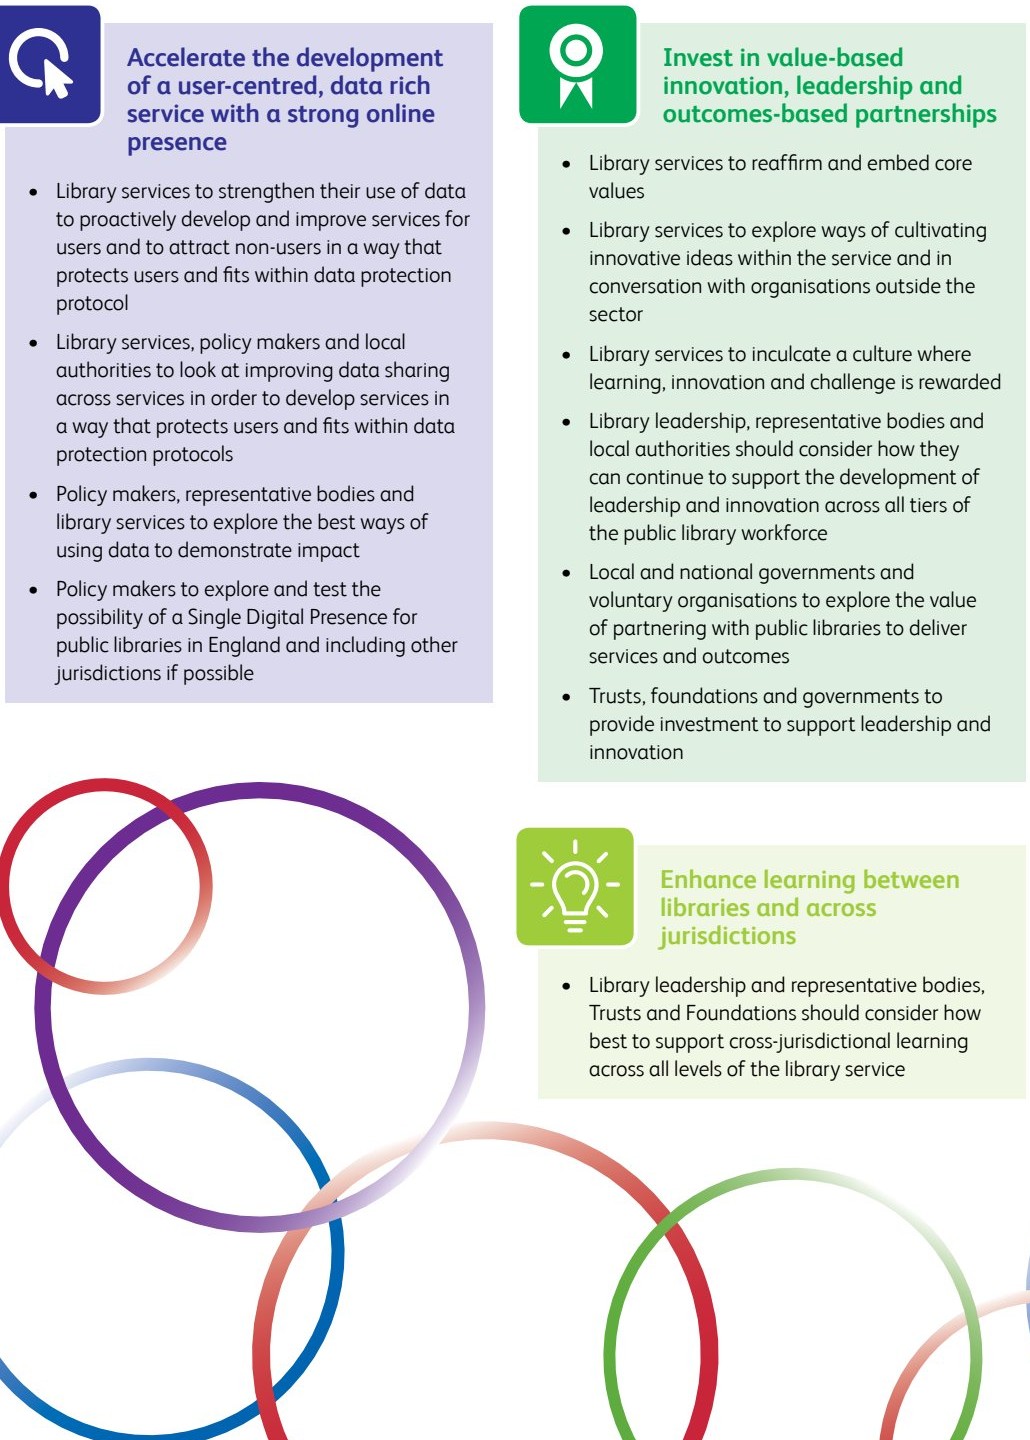 Accelerate the development
of a user-centred, data rich
service with a strong online
presence
• Library services to strengthen their use of data
to proactively develop and improve services for
users and to attract non-users in a way that
protects users and fits within data protection
protocol
• Library services, policy makers and local
authorities to look at improving data sharing
across services in order to develop services in
a way that protects users and fits within data
protection protocols
• Policy makers, representative bodies and
library services to explore the best ways of
using data to demonstrate impact
• Policy makers to explore and test the
possibility of a Single Digital Presence for
public libraries in England and including other
jurisdictions if possible
Invest in value-based
innovation, leadership and
outcomes-based partnerships
• Library services to reaffirm and embed core
values
• Library services to explore ways of cultivating
innovative ideas within the service and in
conversation with organisations outside the
sector
• Library services to inculcate a culture where
learning, innovation and challenge is rewarded
• Library leadership, representative bodies and
local authorities should consider how they
can continue to support the development of
leadership and innovation across all tiers of
the public library workforce
• Local and national governments and
voluntary organisations to explore the value
of partnering with public libraries to deliver
services and outcomes
• Trusts, foundations and governments to
provide investment to support leadership and
innovation
Enhance learning between
libraries and across
jurisdictions
• Library leadership and representative bodies,
Trusts and Foundations should consider how
best to support cross-jurisdictional learning
across all levels of the library service